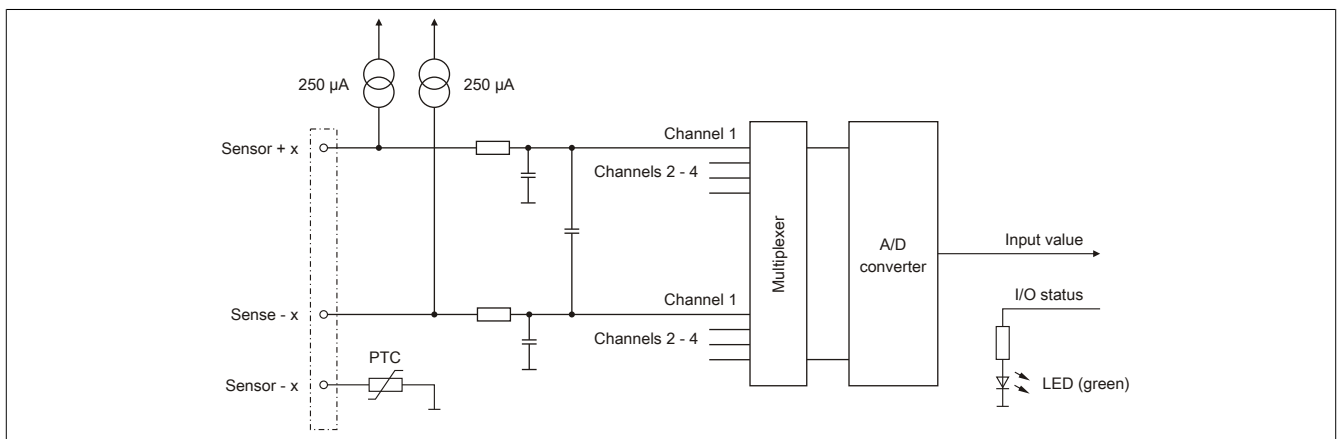 250 µA
250 µA
Sensor + x
Channel 1
Channels 2 - 4
Multiplexer
A/D
converter
Input value
I/O status
Sense - x
Channel 1
Channels 2 - 4
PTC
Sensor - x
LED (green)